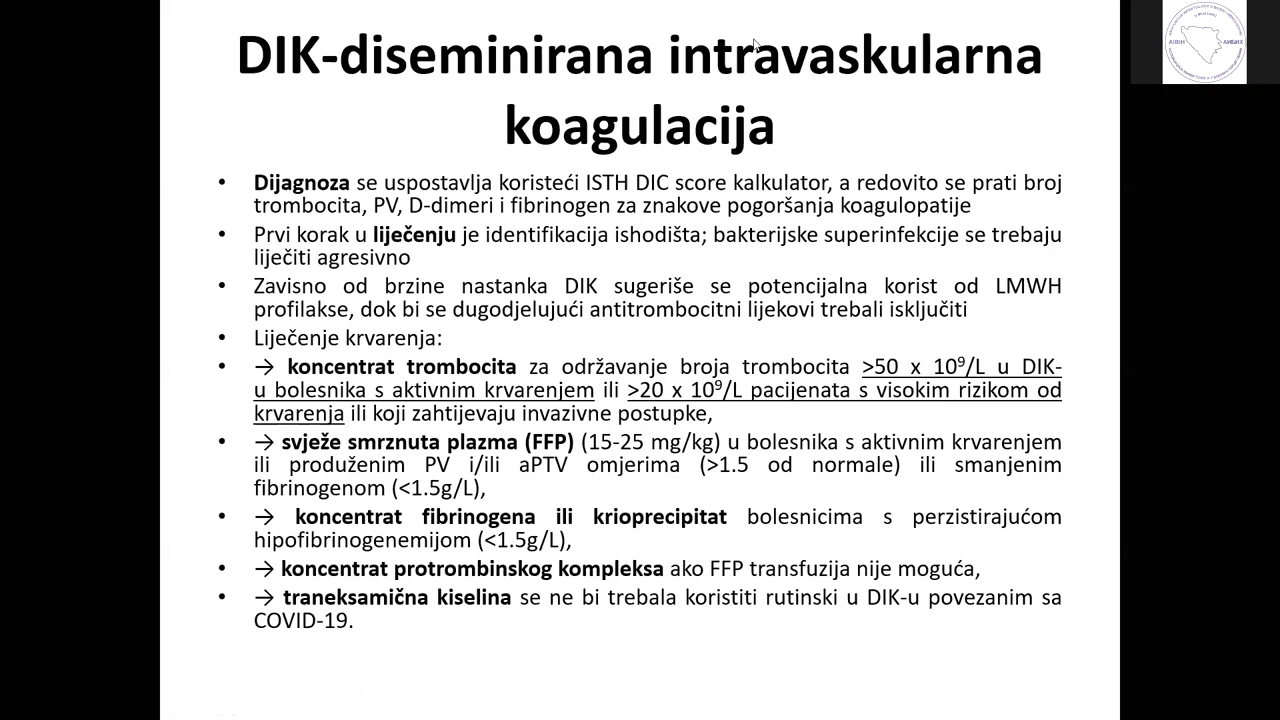 DIK-diseminirana intravaskularna
koagulacija
• Dijagnoza se uspostavlja koristeći ISTH DIC score kalkulator, a redovito se prati broj
trombocita, PV, D-dimeri i fibrinogen za znakove pogoršanja koagulopatije
• Prvi korak u liječenju je identifikacija ishodišta; bakterijske superinfekcije se trebaju
liječiti agresivno
• Zavisno od brzine nastanka DIK sugeriše se potencijalna korist od LMWH
profilakse, dok bi se dugodjelujući antitrombocitni lijekovi trebali isključiti
• Liječenje krvarenja:
• → koncentrat trombocita za održavanje broja trombocita >50 x 10⁹/L u DIK-
u bolesnika s aktivnim krvarenjem ili >20 x 10⁹/L pacijenata s visokim rizikom od
krvarenja ili koji zahtijevaju invazivne postupke,
• → svježe smrznuta plazma (FFP) (15-25 mg/kg) u bolesnika s aktivnim krvarenjem
ili produženim PV i/ili aPTV omjerima (>1.5 od normale) ili smanjenim
fibrinogenom (<1.5g/L),
• → koncentrat fibrinogena ili krioprecipitat bolesnicima s perzistirajućom
hipofibrinogenemijom (<1.5g/L),
• → koncentrat protrombinskog kompleksa ako FFP transfuzija nije moguća,
• → traneksamična kiselina se ne bi trebala koristiti rutinski u DIK-u povezanim sa
COVID-19.